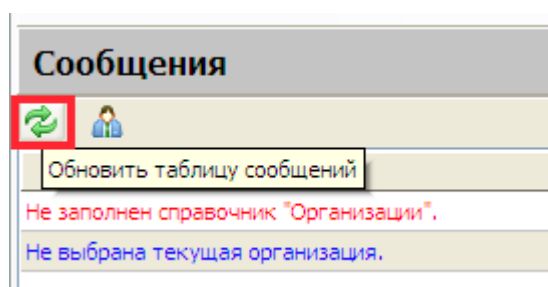 Сообщения
Обновить таблицу сообщений
Не заполнен справочник "Организации".
Не выбрана текущая организация.